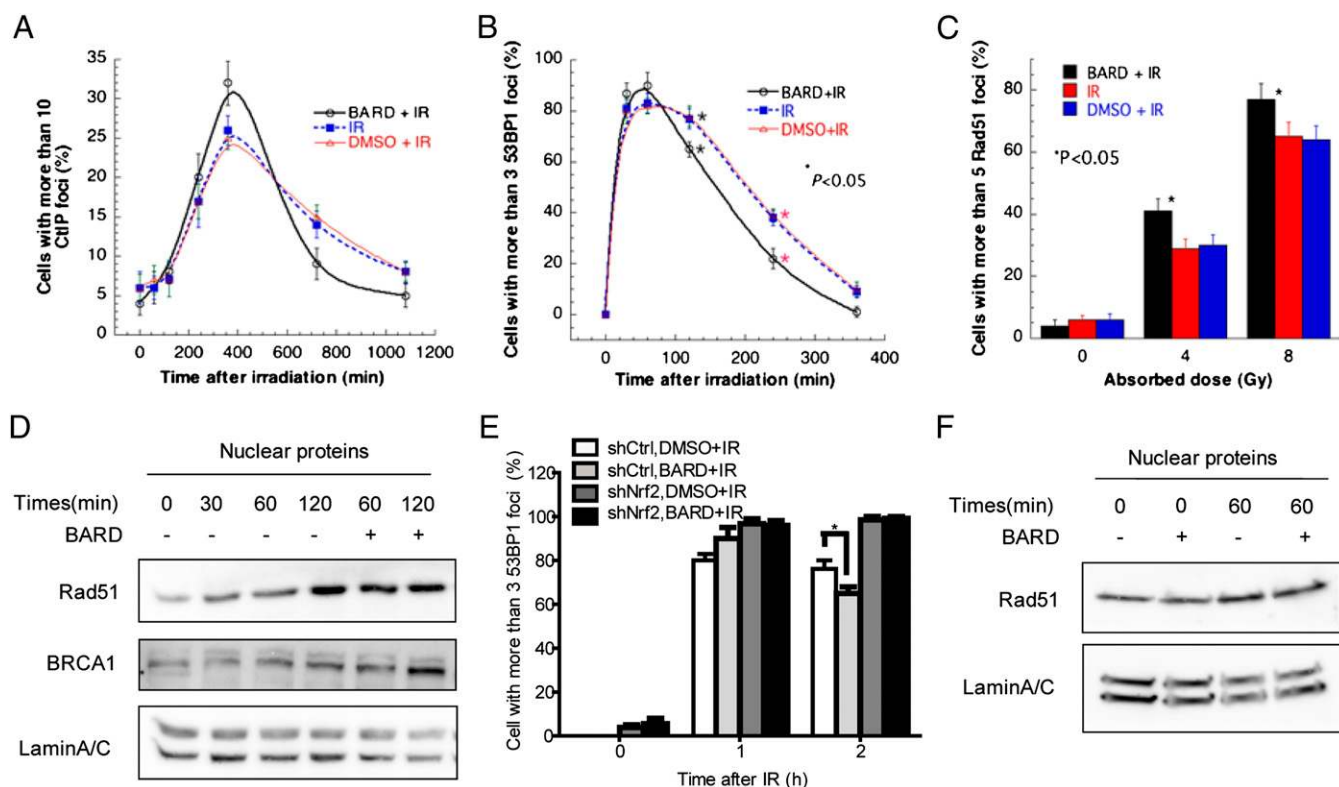 A
Cells with more than 10
CtIP foci (%)
35
30
25
20
15
10
5
0
0 200 400 600 800 1000 1200
Time after irradiation (min)
BARD + IR
IR
DMSO + IR
B
Cells with more than 3 53BP1 foci (%)
100
80
60
40
20
0
0 100 200 300 400
Time after irradiation (min)
BARD+IR
IR
DMSO+IR
*
*
*
P<0.05
*
*
C
Cells with more than 5 Rad51 foci (%)
80
60
40
20
0
0 4 8
Absorbed dose (Gy)
BARD + IR
IR
DMSO + IR
*P<0.05
*
*
D
Nuclear proteins
Times(min) 0 30 60 120 60 120
BARD - - - - + +
Rad51
BRCA1
LaminA/C
E
Cell with more than 3 53BP1 foci (%)
shCtrl,DMSO+IR
shCtrl,BARD+IR
shNrf2,DMSO+IR
shNrf2,BARD+IR
120
100
80
60
40
20
0
*
0 1 2
Time after IR (h)
F
Nuclear proteins
Times(min) 0 0 60 60
BARD - + - +
Rad51
LaminA/C